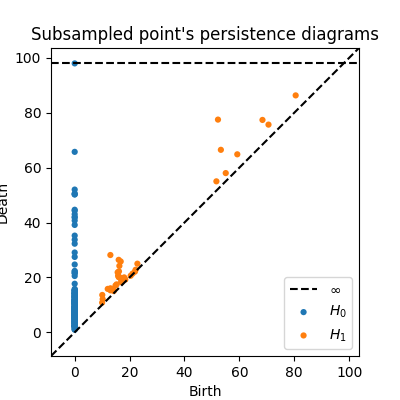 Subsampled point's persistence diagrams
100
80
60
40
20
0
Death
0 20 40 60 80 100
Birth
∞
H₀
H₁